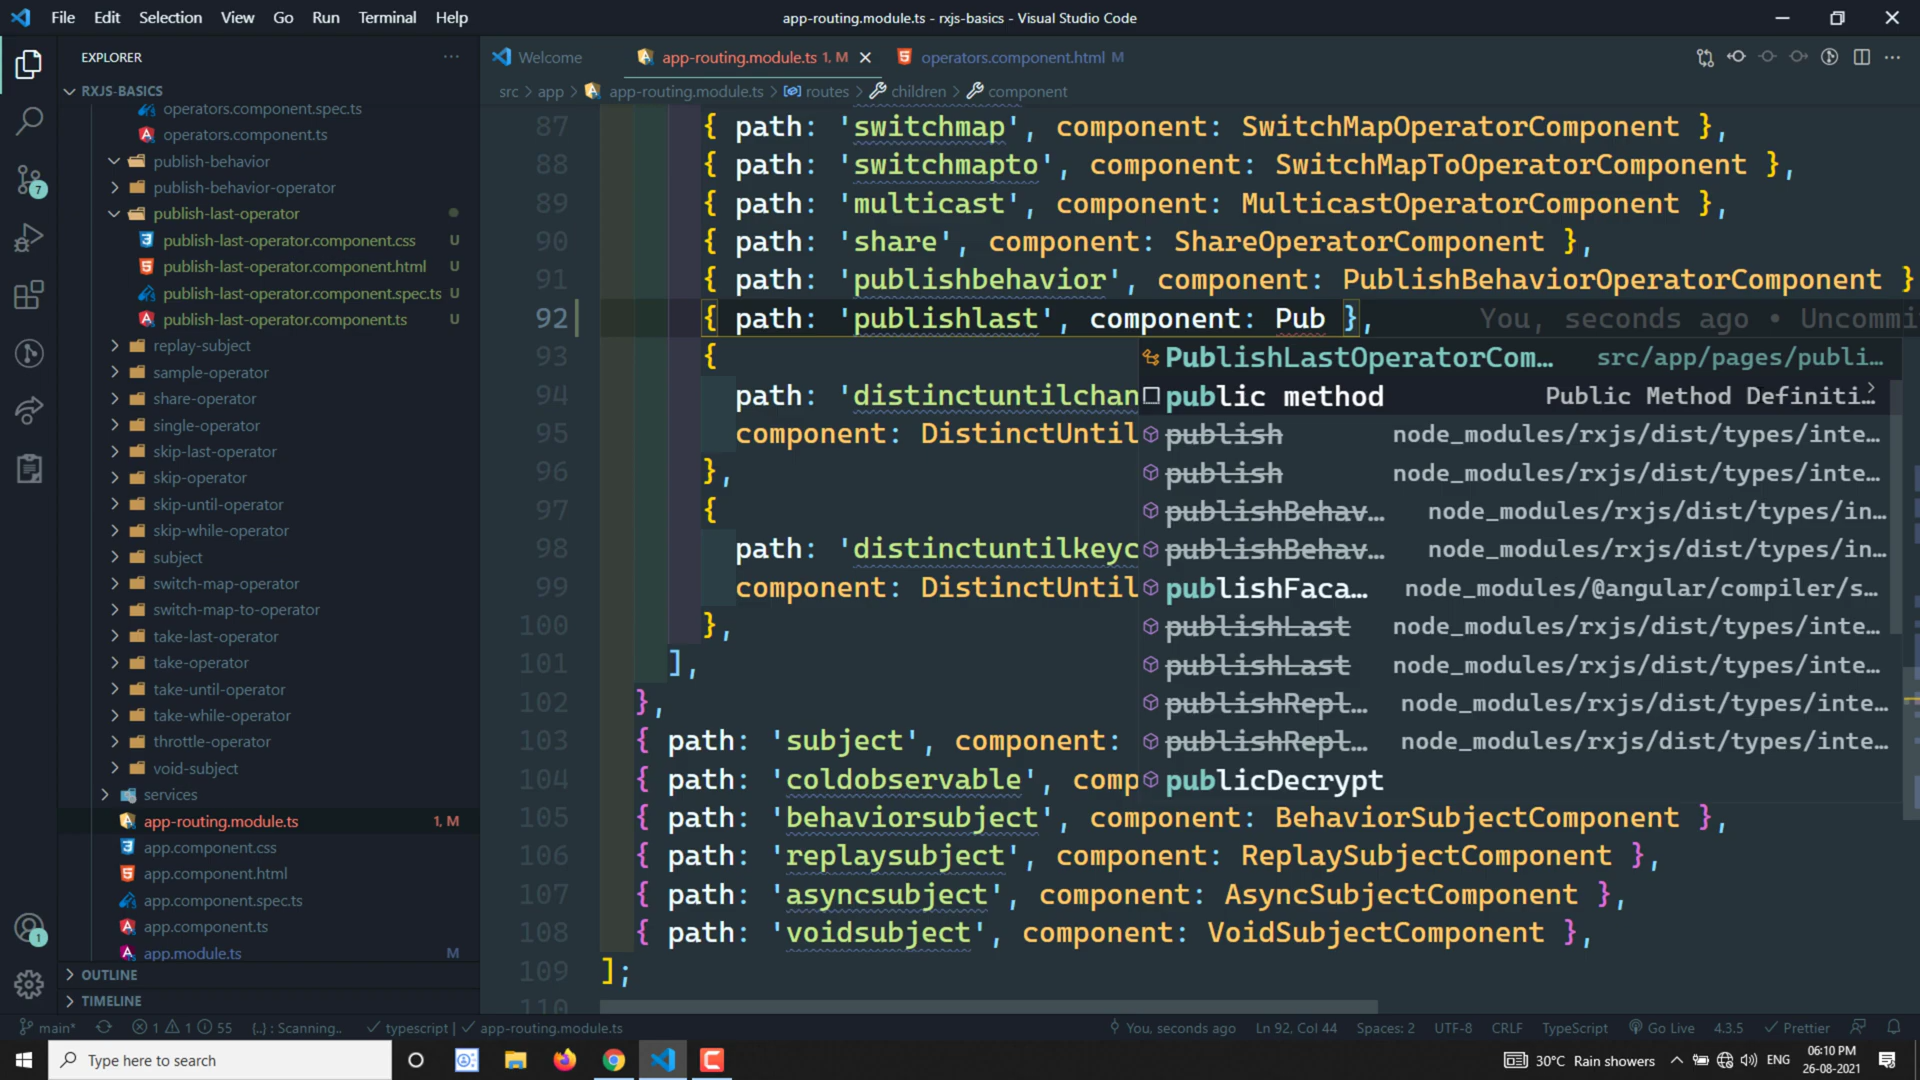 File Edit Selection View Go Run Terminal Help
app-routing.module.ts - rxjs-basics - Visual Studio Code
EXPLORER
RXJS-BASICS
operators.component.spec.ts
operators.component.ts
publish-behavior
publish-behavior-operator
publish-last-operator
publish-last-operator.component.css U
publish-last-operator.component.html U
publish-last-operator.component.spec.ts U
publish-last-operator.component.ts U
replay-subject
sample-operator
share-operator
single-operator
skip-last-operator
skip-operator
skip-until-operator
skip-while-operator
subject
switch-map-operator
switch-map-to-operator
take-last-operator
take-operator
take-until-operator
take-while-operator
throttle-operator
void-subject
services
app-routing.module.ts 1, M
app.component.css
app.component.html
app.component.spec.ts
app.component.ts
app.module.ts M
OUTLINE
TIMELINE
7
1
Welcome
app-routing.module.ts 1, M
operators.component.html M
src > app > app-routing.module.ts > routes > children > component
87 { path: 'switchmap', component: SwitchMapOperatorComponent },
88 { path: 'switchmapto', component: SwitchMapToOperatorComponent },
89 { path: 'multicast', component: MulticastOperatorComponent },
90 { path: 'share', component: ShareOperatorComponent },
91 { path: 'publishbehavior', component: PublishBehaviorOperatorComponent }
92 { path: 'publishlast', component: Pub }, You, seconds ago • Uncommi
93 {
94 path: 'distinctuntilchan
95 component: DistinctUntil
96 },
97 {
98 path: 'distinctuntilkeyc
99 component: DistinctUntil
100 },
101 ],
102 },
103 { path: 'subject', component:
104 { path: 'coldobservable', comp
105 { path: 'behaviorsubject', component: BehaviorSubjectComponent },
106 { path: 'replaysubject', component: ReplaySubjectComponent },
107 { path: 'asyncsubject', component: AsyncSubjectComponent },
108 { path: 'voidsubject', component: VoidSubjectComponent },
109 ];
110
PublishLastOperatorCom... src/app/pages/publi...
public method Public Method Definiti...
publish node_modules/rxjs/dist/types/inte...
publish node_modules/rxjs/dist/types/inte...
publishBehav... node_modules/rxjs/dist/types/in...
publishBehav... node_modules/rxjs/dist/types/in...
publishFaca... node_modules/@angular/compiler/s...
publishLast node_modules/rxjs/dist/types/inte...
publishLast node_modules/rxjs/dist/types/inte...
publishRepl... node_modules/rxjs/dist/types/inte...
publishRepl... node_modules/rxjs/dist/types/inte...
publicDecrypt
main* 1 1 55 {..} : Scanning.. typescript | app-routing.module.ts You, seconds ago Ln 92, Col 44 Spaces: 2 UTF-8 CRLF TypeScript Go Live 4.3.5 Prettier
Type here to search
30°C Rain showers ENG
06:10 PM
26-08-2021